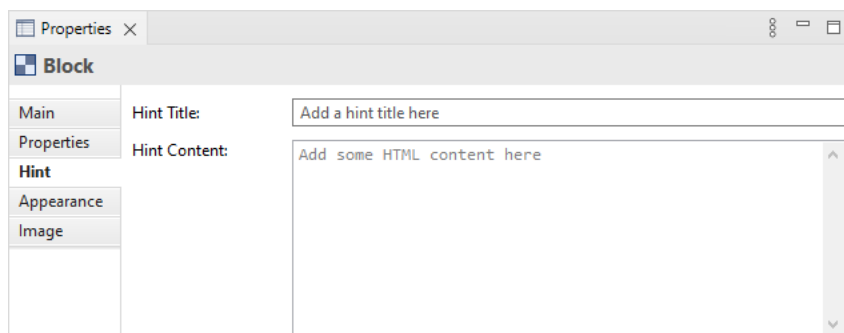 Properties
Block
Main
Hint Title:
Add a hint title here
Properties
Hint Content:
Add some HTML content here
Hint
Appearance
Image